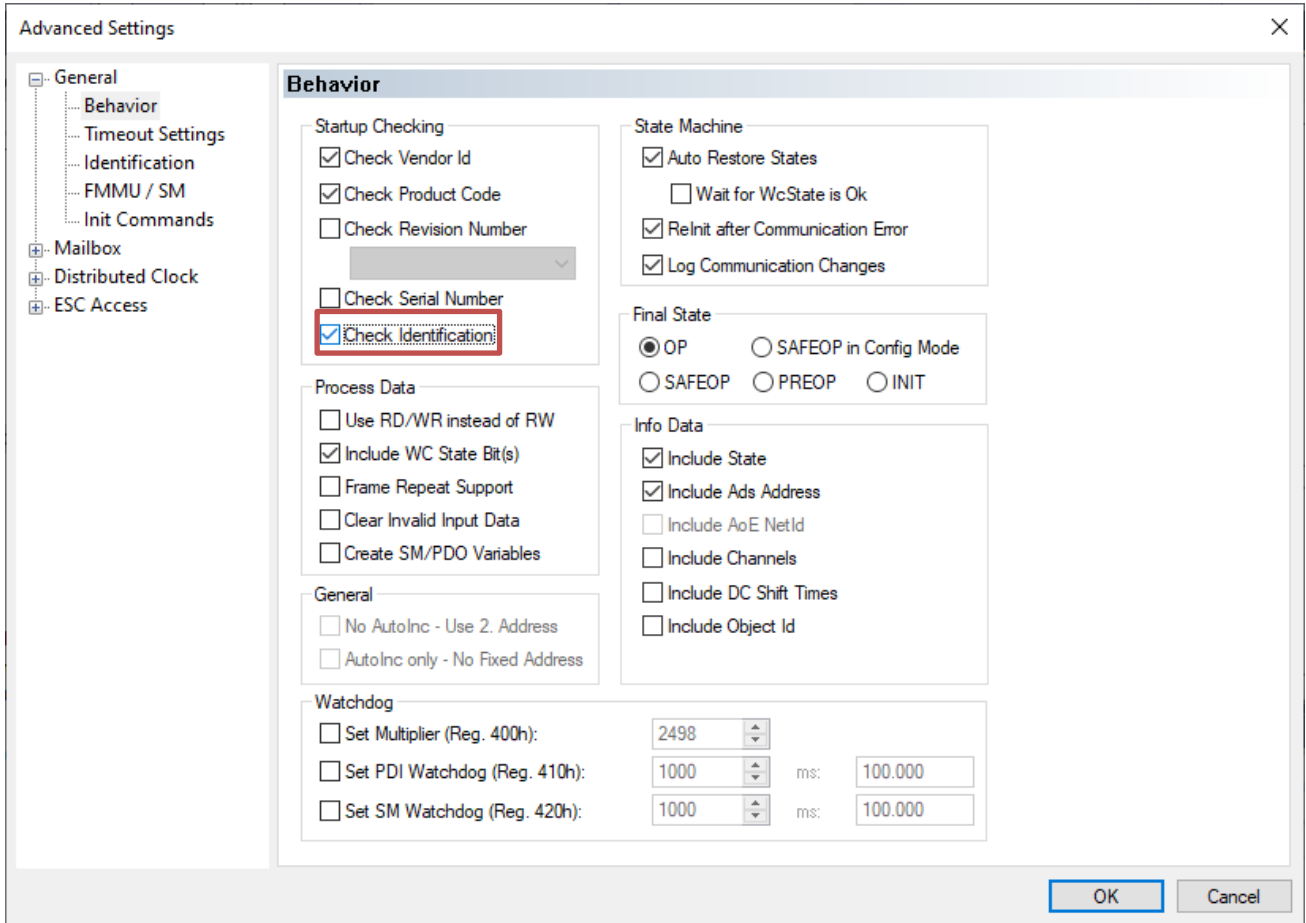 Advanced Settings
General
Behavior
Timeout Settings
Identification
FMMU / SM
Init Commands
Mailbox
Distributed Clock
ESC Access
Behavior
Startup Checking
Check Vendor Id
Check Product Code
Check Revision Number
Check Serial Number
Check Identification
Process Data
Use RD/WR instead of RW
Include WC State Bit(s)
Frame Repeat Support
Clear Invalid Input Data
Create SM/PDO Variables
General
No AutoInc - Use 2. Address
AutoInc only - No Fixed Address
State Machine
Auto Restore States
Wait for WcState is Ok
ReInit after Communication Error
Log Communication Changes
Final State
OP SAFEOP in Config Mode
SAFEOP PREOP INIT
Info Data
Include State
Include Ads Address
Include AoE NetId
Include Channels
Include DC Shift Times
Include Object Id
Watchdog
Set Multiplier (Reg. 400h): 2498
Set PDI Watchdog (Reg. 410h): 1000 ms: 100.000
Set SM Watchdog (Reg. 420h): 1000 ms: 100.000
OK Cancel